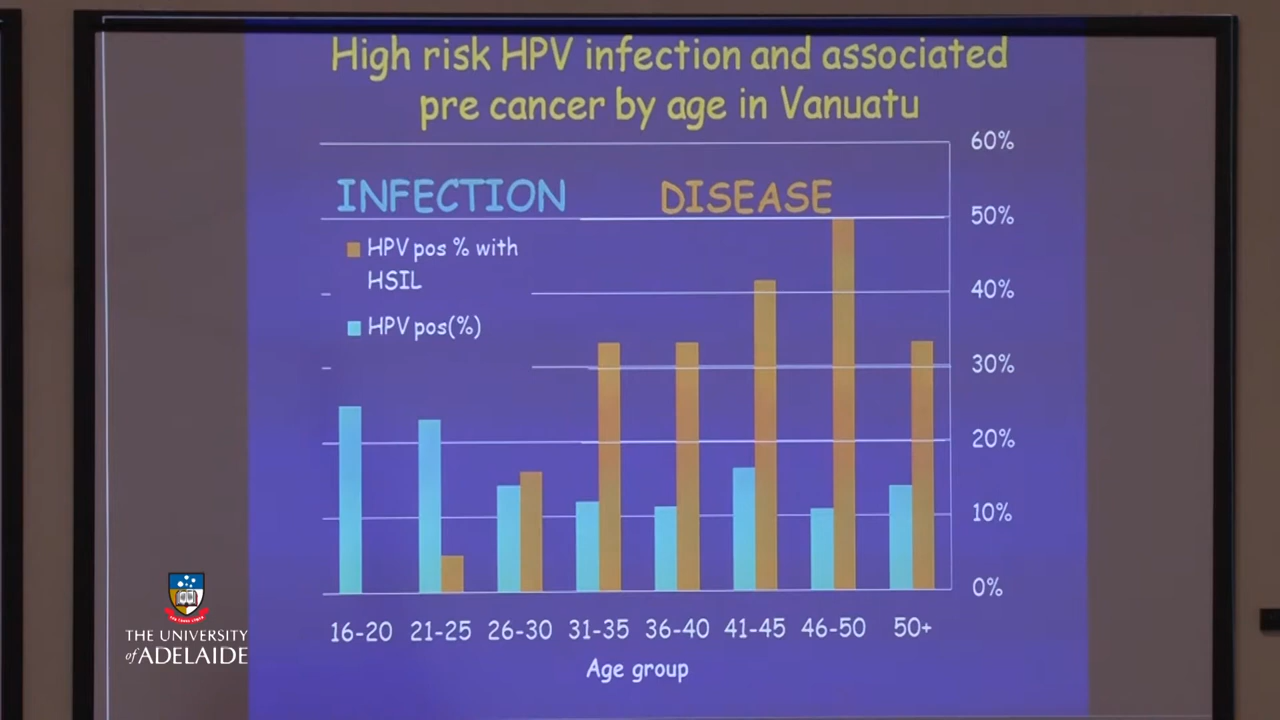 High risk HPV infection and associated
pre cancer by age in Vanuatu
60%
INFECTION DISEASE
50%
HPV pos % with
HSIL
40%
HPV pos(%)
30%
20%
10%
0%
16-20 21-25 26-30 31-35 36-40 41-45 46-50 50+
Age group
THE UNIVERSITY
of ADELAIDE